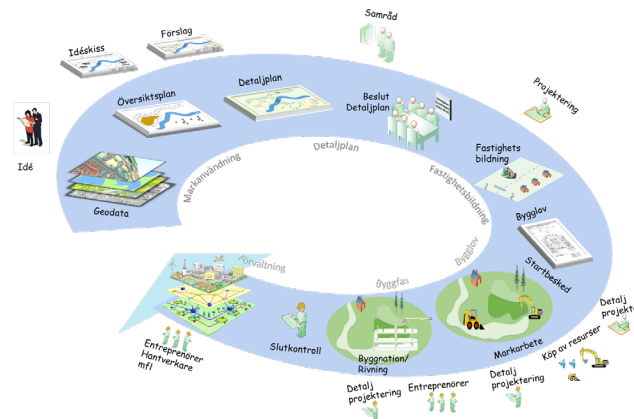 Idéskiss
Förslag
Samråd
Idé
Översiktsplan
Detaljplan
Beslut
Detaljplan
Projektering
Geodata
Markanvändning
Detaljplan
Fastighetsbildning
Fastighets
bildning
Bygglov
Bygglov
Startbesked
Förvaltning
Byggfas
Entreprenörer
Hantverkare
mfl
Slutkontroll
Byggnation/
Rivning
Markarbete
Detalj
projekte
Köp av resurser
Detalj
projektering
Entreprenörer
Detalj
projektering